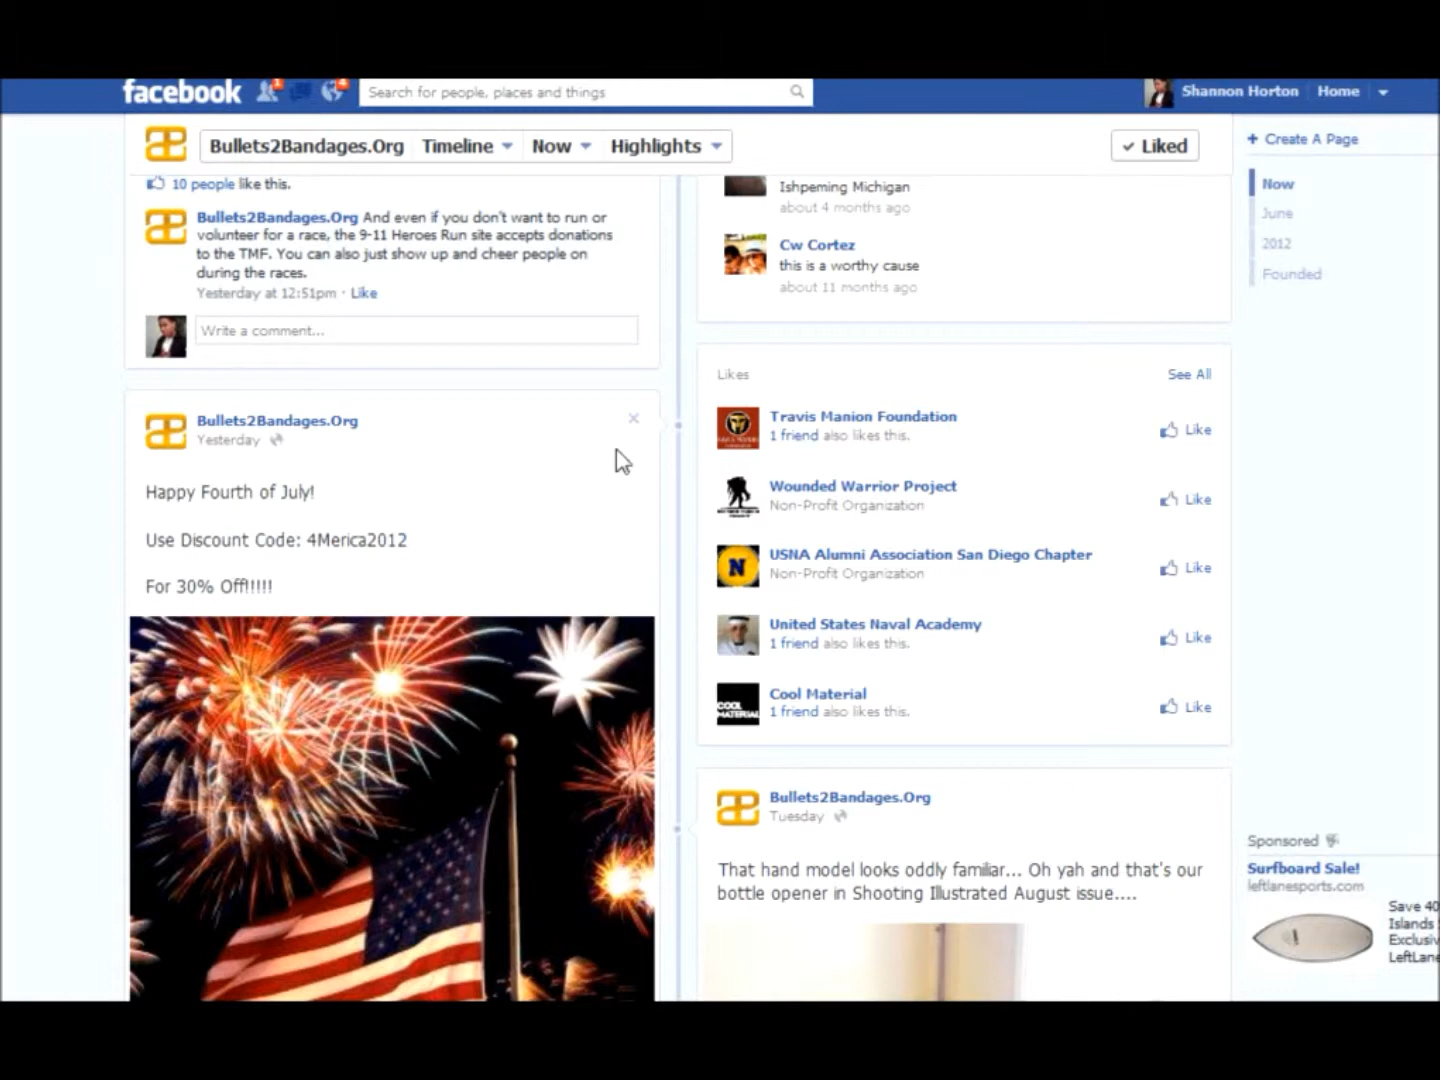 facebook
1
4
Search for people, places and things
Shannon Horton
Home
Bullets2Bandages.Org
Timeline
Now
Highlights
Liked
+ Create A Page
Now
June
2012
Founded
10 people like this.
Bullets2Bandages.Org And even if you don't want to run or
volunteer for a race, the 9-11 Heroes Run site accepts donations
to the TMF. You can also just show up and cheer people on
during the races.
Yesterday at 12:51pm · Like
Write a comment...
Bullets2Bandages.Org
Yesterday
Happy Fourth of July!
Use Discount Code: 4Merica2012
For 30% Off!!!!!
Ishpeming Michigan
about 4 months ago
Cw Cortez
this is a worthy cause
about 11 months ago
Likes
See All
Travis Manion Foundation
1 friend also likes this.
Like
Wounded Warrior Project
Non-Profit Organization
Like
N
USNA Alumni Association San Diego Chapter
Non-Profit Organization
Like
United States Naval Academy
1 friend also likes this.
Like
COOL
MATERIAL
Cool Material
1 friend also likes this.
Like
Bullets2Bandages.Org
Tuesday
That hand model looks oddly familiar... Oh yah and that's our
bottle opener in Shooting Illustrated August issue....
Sponsored
Surfboard Sale!
leftlanesports.com
Save 40
Islands
Exclusiv
LeftLane